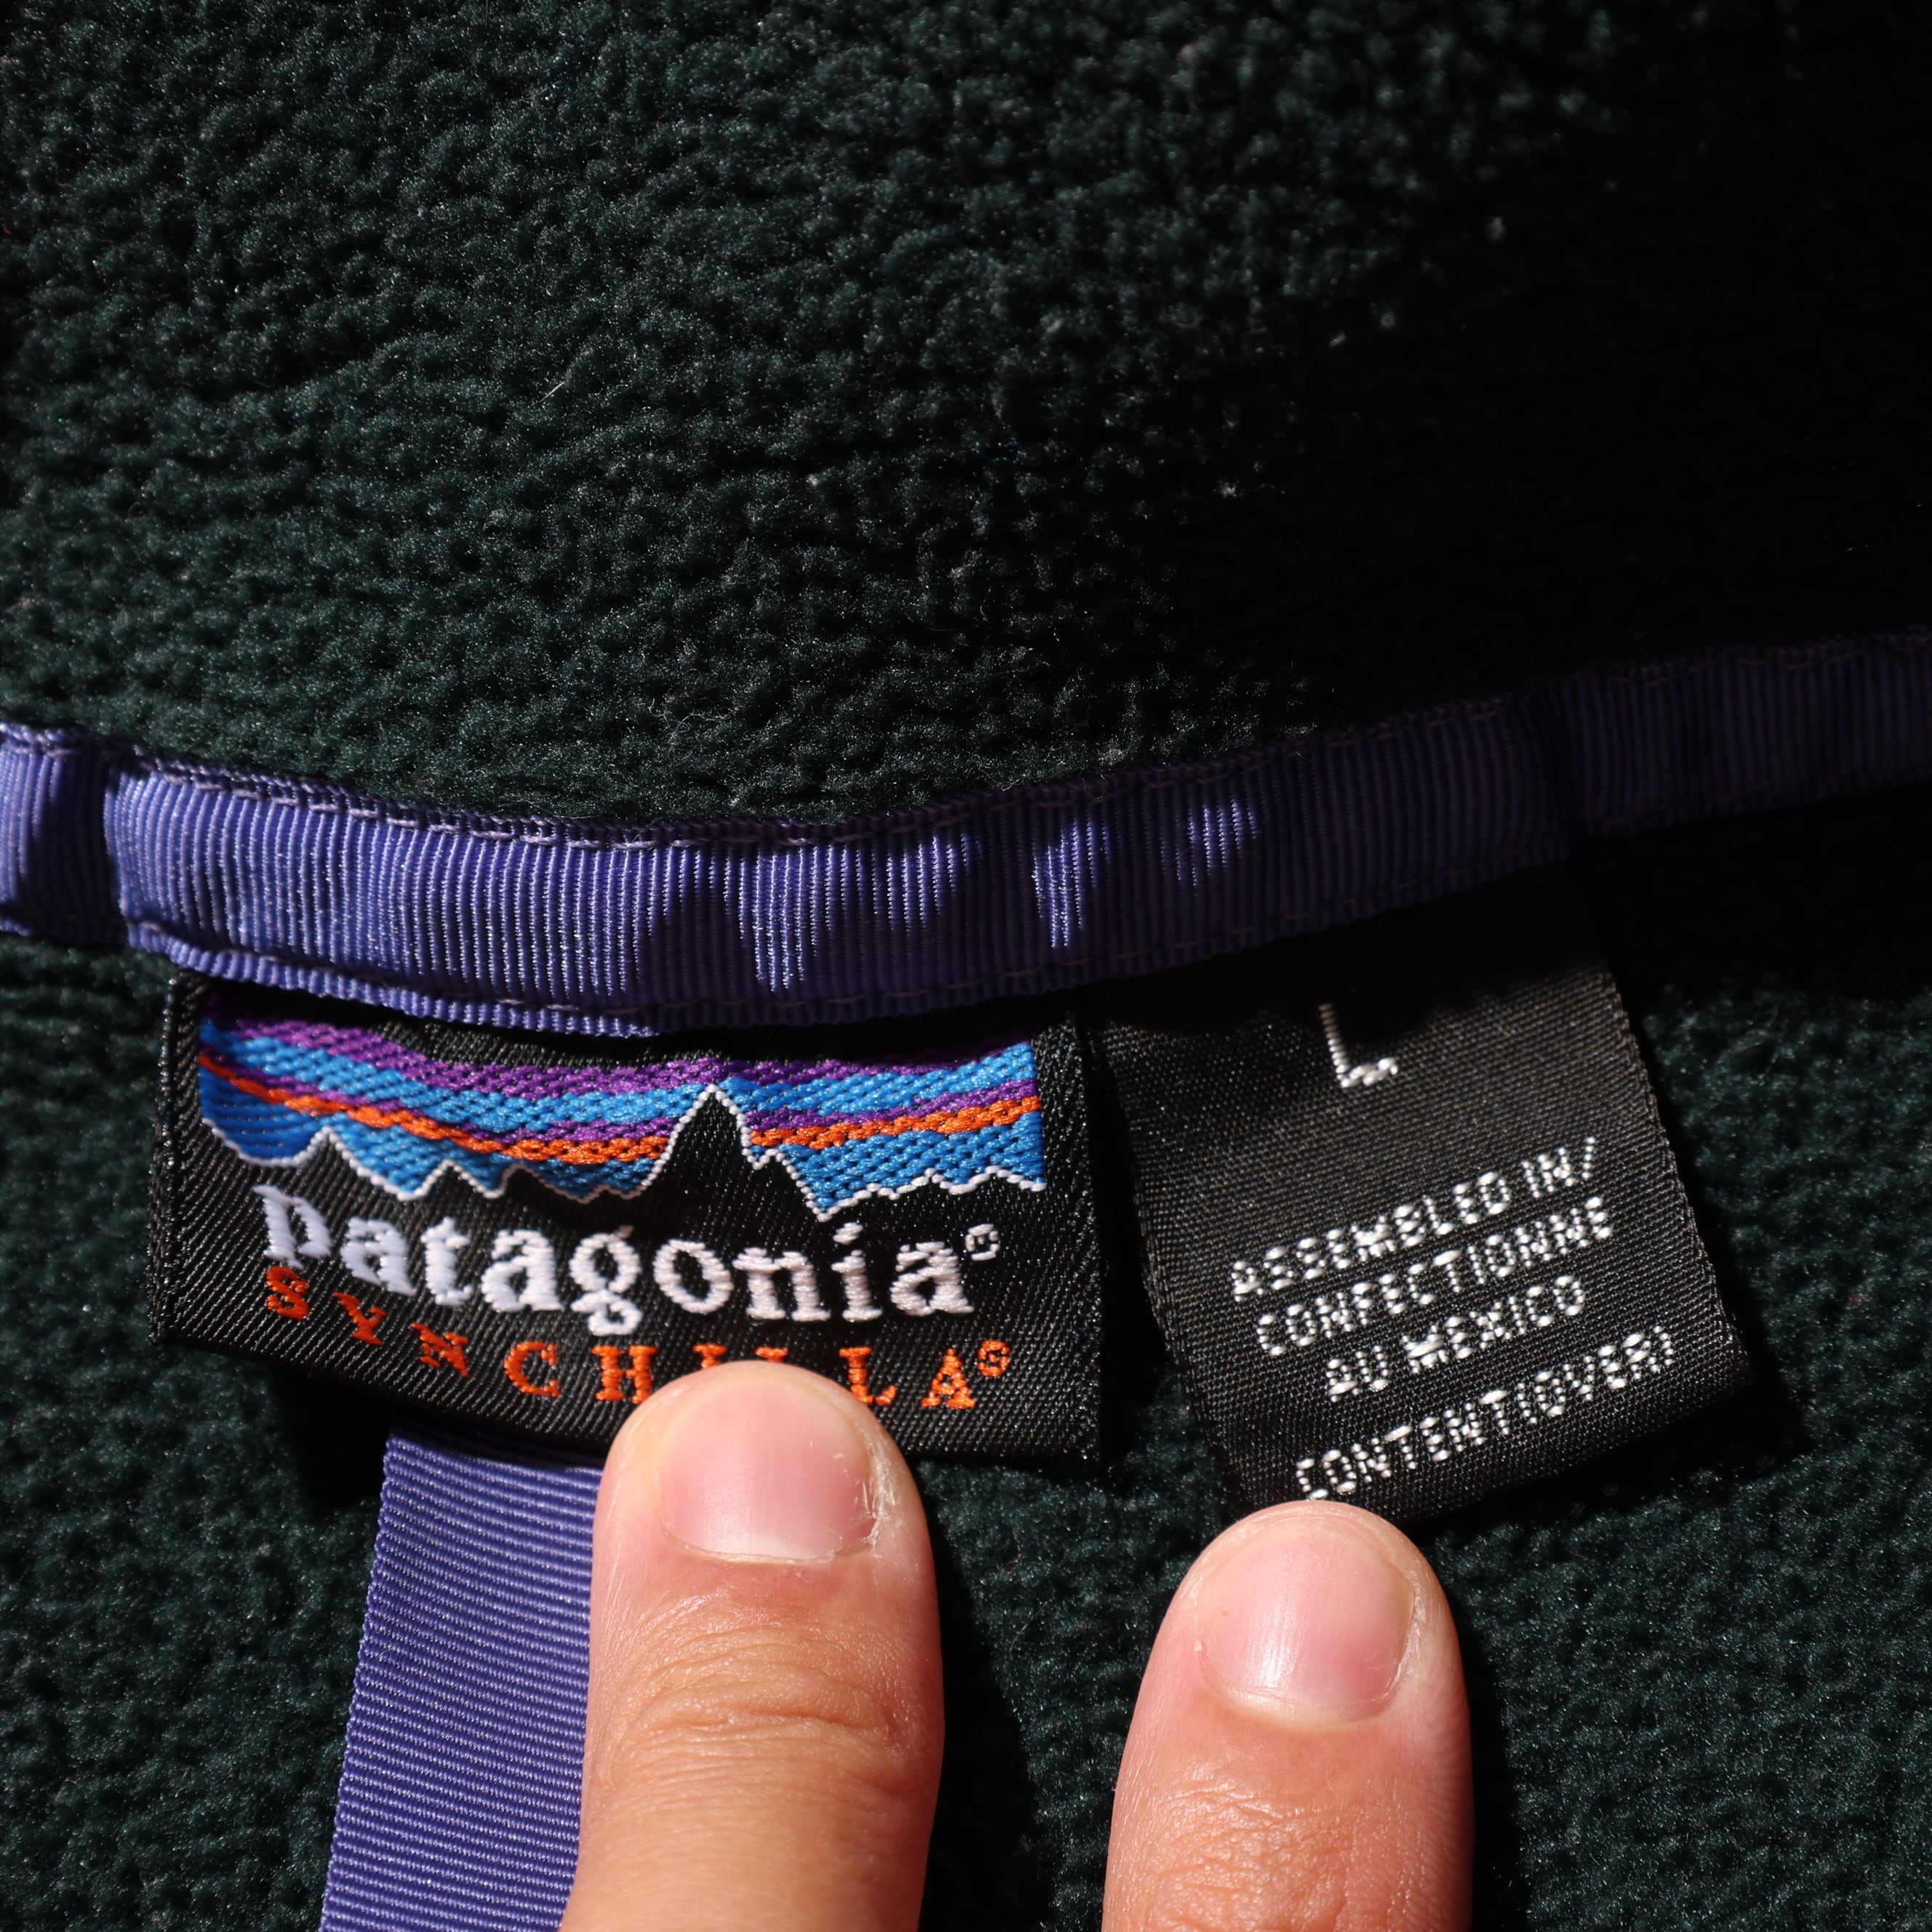 patagonia®
SYNCHILLA®
L
ASSEMBLED IN/
CONFECTIONNE
AU MEXICO
CONTENT(OVER)